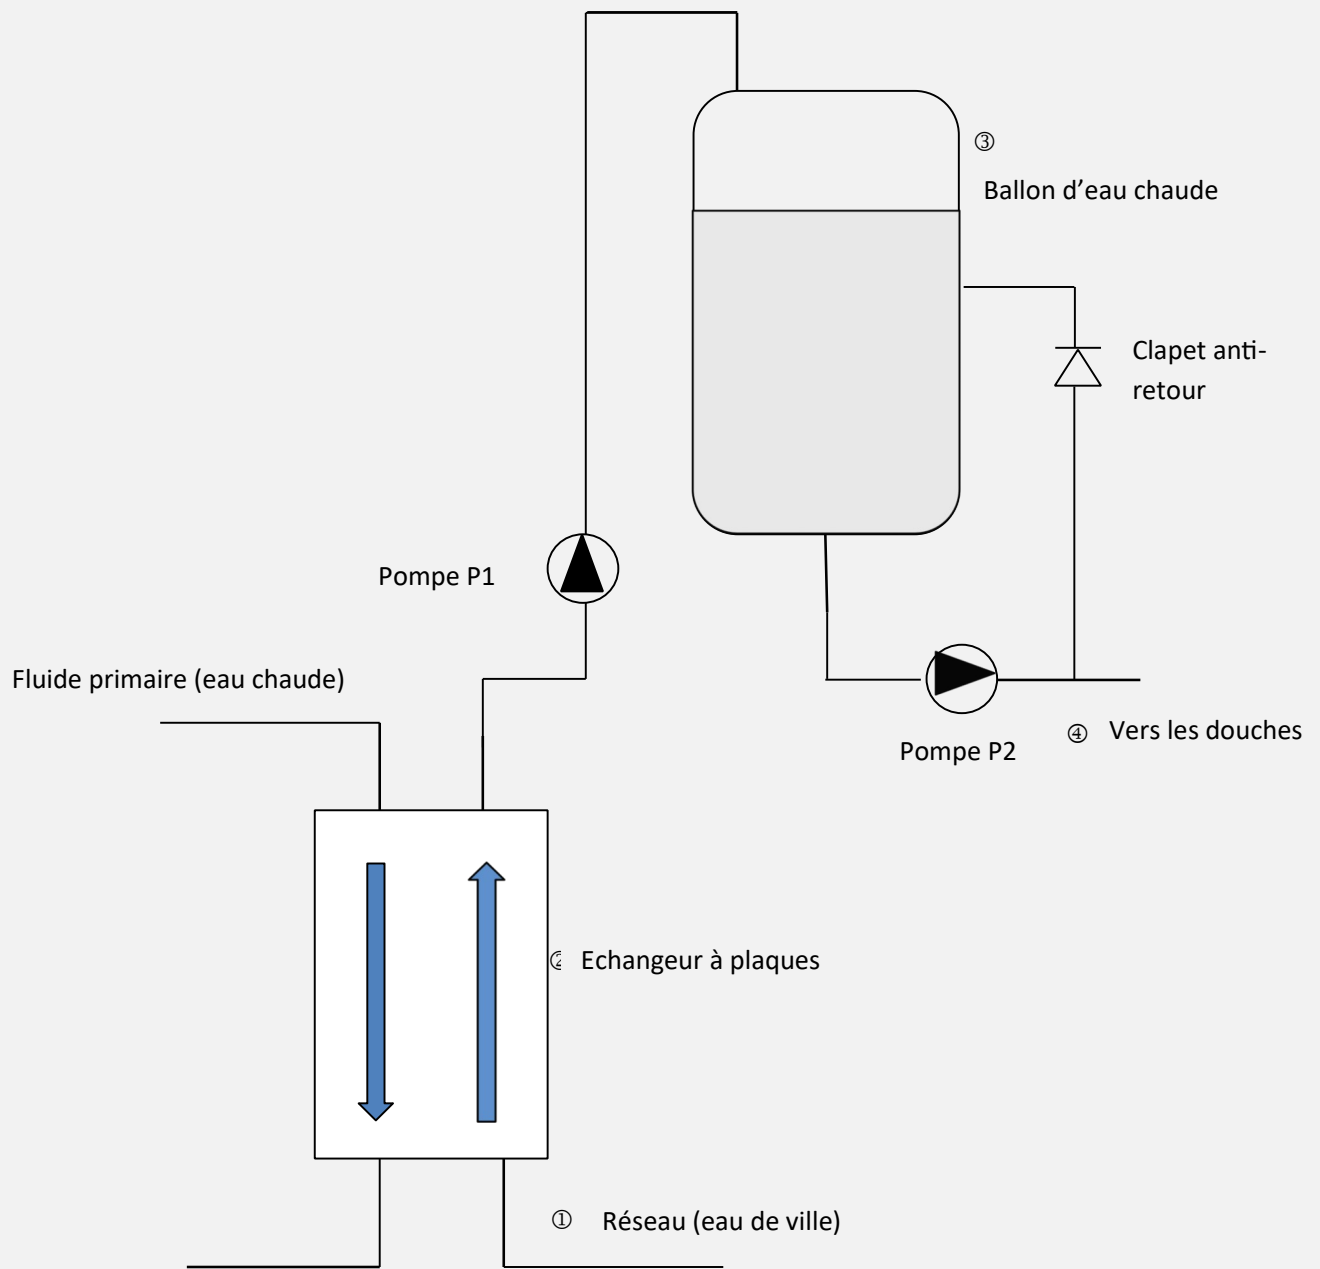 ③
Ballon d’eau chaude
Clapet anti-
retour
Pompe P1
Fluide primaire (eau chaude)
④ Vers les douches
Pompe P2
② Echangeur à plaques
① Réseau (eau de ville)